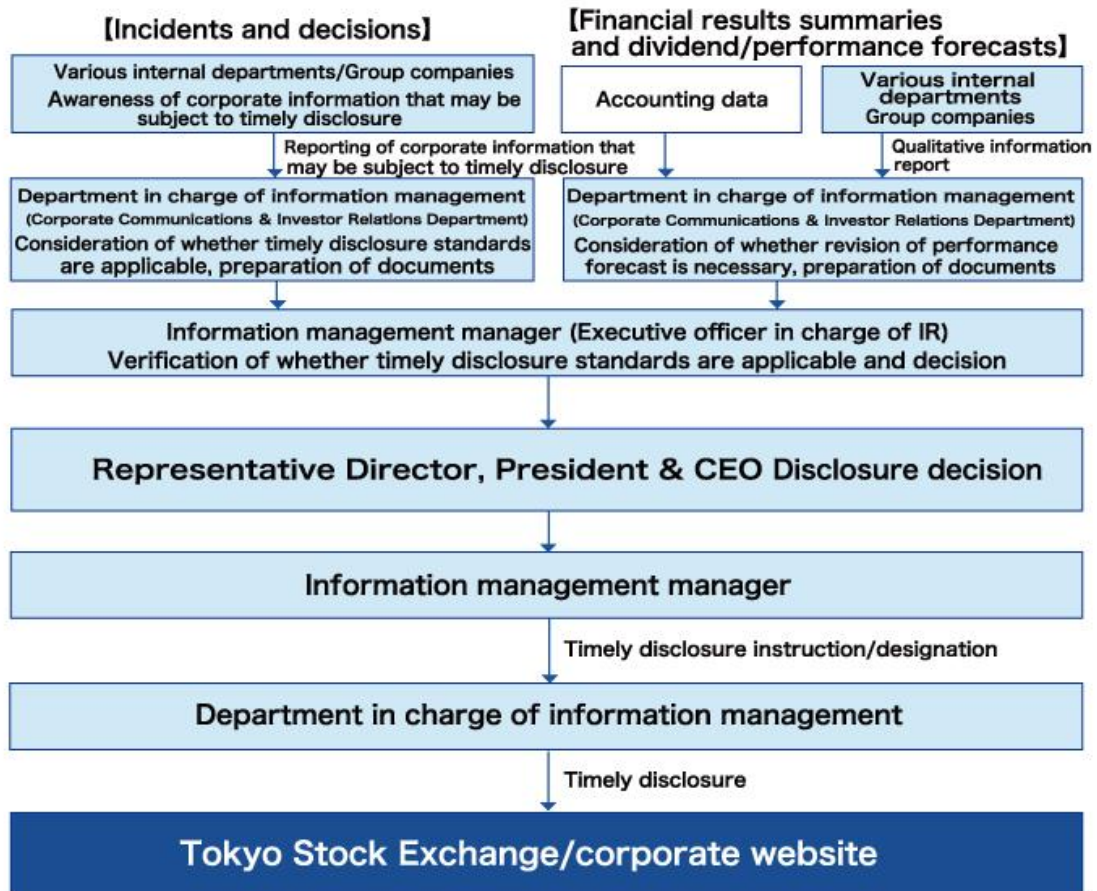 【Incidents and decisions】
Various internal departments/Group companies
Awareness of corporate information that may be
subject to timely disclosure
Reporting of corporate information that
may be subject to timely disclosure
Department in charge of information management
(Corporate Communications & Investor Relations Department)
Consideration of whether timely disclosure standards
are applicable, preparation of documents
【Financial results summaries
and dividend/performance forecasts】
Accounting data
Various internal
departments
Group companies
Qualitative information
report
Department in charge of information management
(Corporate Communications & Investor Relations Department)
Consideration of whether revision of performance
forecast is necessary, preparation of documents
Information management manager (Executive officer in charge of IR)
Verification of whether timely disclosure standards are applicable and decision
Representative Director, President & CEO Disclosure decision
Information management manager
Timely disclosure instruction/designation
Department in charge of information management
Timely disclosure
Tokyo Stock Exchange/corporate website